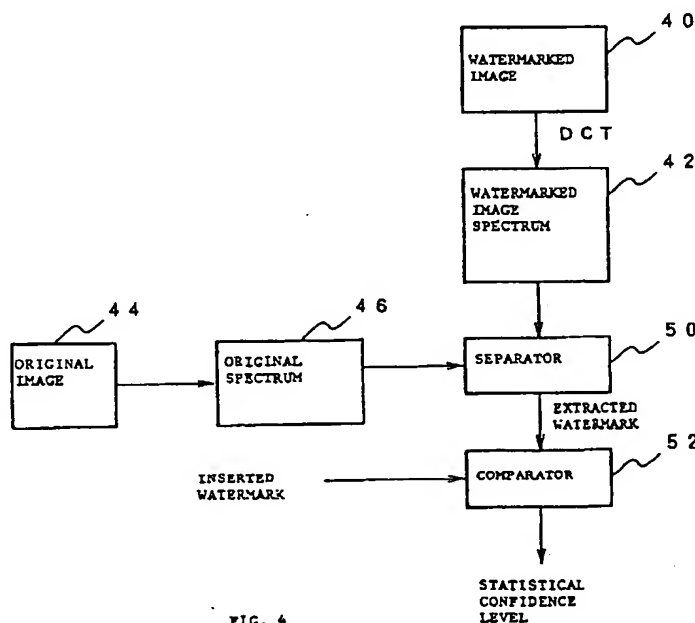 40
WATERMARKED
IMAGE
DCT
42
WATERMARKED
IMAGE
SPECTRUM
44
46
ORIGINAL
IMAGE
ORIGINAL
SPECTRUM
50
SEPARATOR
EXTRACTED
WATERMARK
52
INSERTED
WATERMARK
COMPARATOR
STATISTICAL
CONFIDENCE
LEVEL
FIG. 4